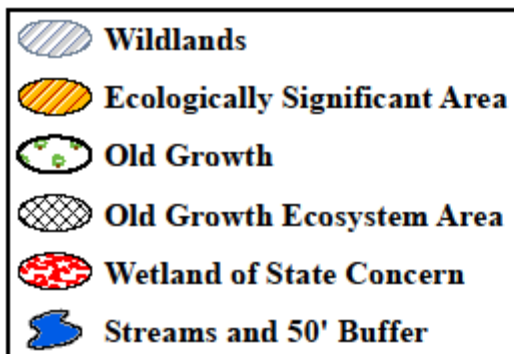 Wildlands
Ecologically Significant Area
Old Growth
Old Growth Ecosystem Area
Wetland of State Concern
Streams and 50' Buffer